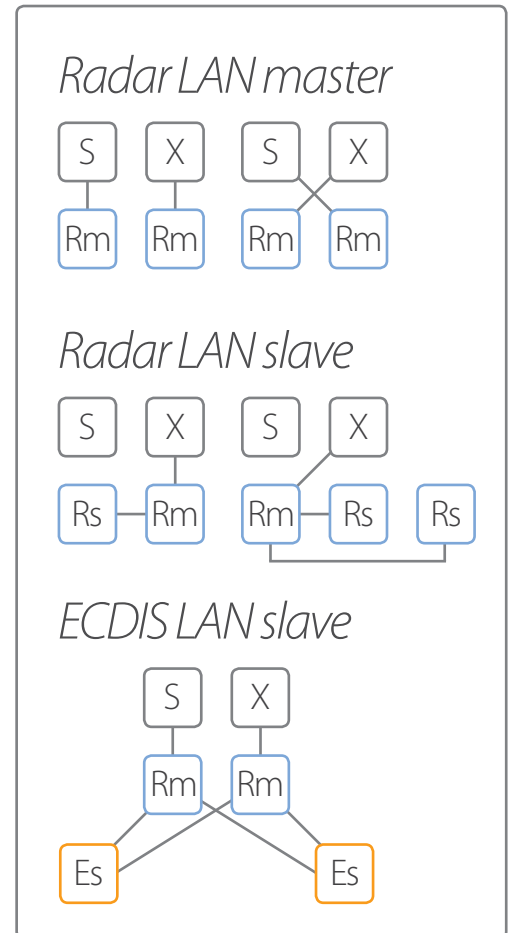 Radar LAN master
S X S X
Rm Rm Rm Rm
Radar LAN slave
S X S X
Rs Rm Rm Rs Rs
ECDIS LAN slave
S X
Rm Rm
Es Es